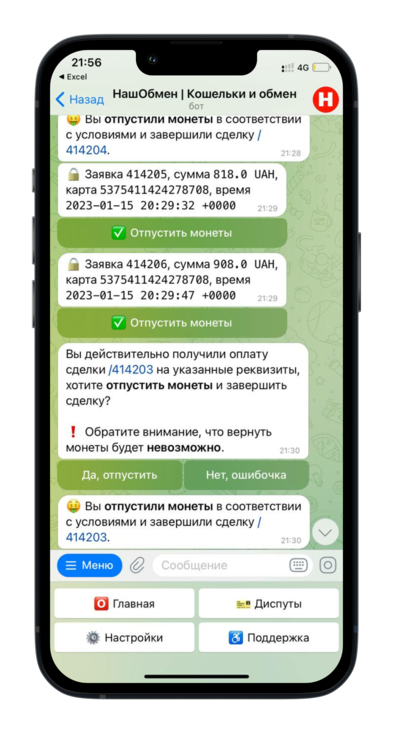 21:56
4G
◀ Excel
Назад
НашОбмен | Кошельки и обмен
бот
H
🤑 Вы отпустили монеты в соответствии
с условиями и завершили сделку /
414204.
21:28
🔒 Заявка 414205, сумма 818.0 UAH,
карта 5375411424278708, время
2023-01-15 20:29:32 +0000
21:29
✅ Отпустить монеты
🔒 Заявка 414206, сумма 908.0 UAH,
карта 5375411424278708, время
2023-01-15 20:29:47 +0000
21:29
✅ Отпустить монеты
Вы действительно получили оплату
сделки /414203 на указанные реквизиты,
хотите отпустить монеты и завершить
сделку?
❗ Обратите внимание, что вернуть
монеты будет невозможно.
21:30
Да, отпустить
Нет, ошибочка
🤑 Вы отпустили монеты в соответствии
с условиями и завершили сделку /
414203.
21:30
Меню
Сообщение
Главная
Диспуты
Настройки
Поддержка